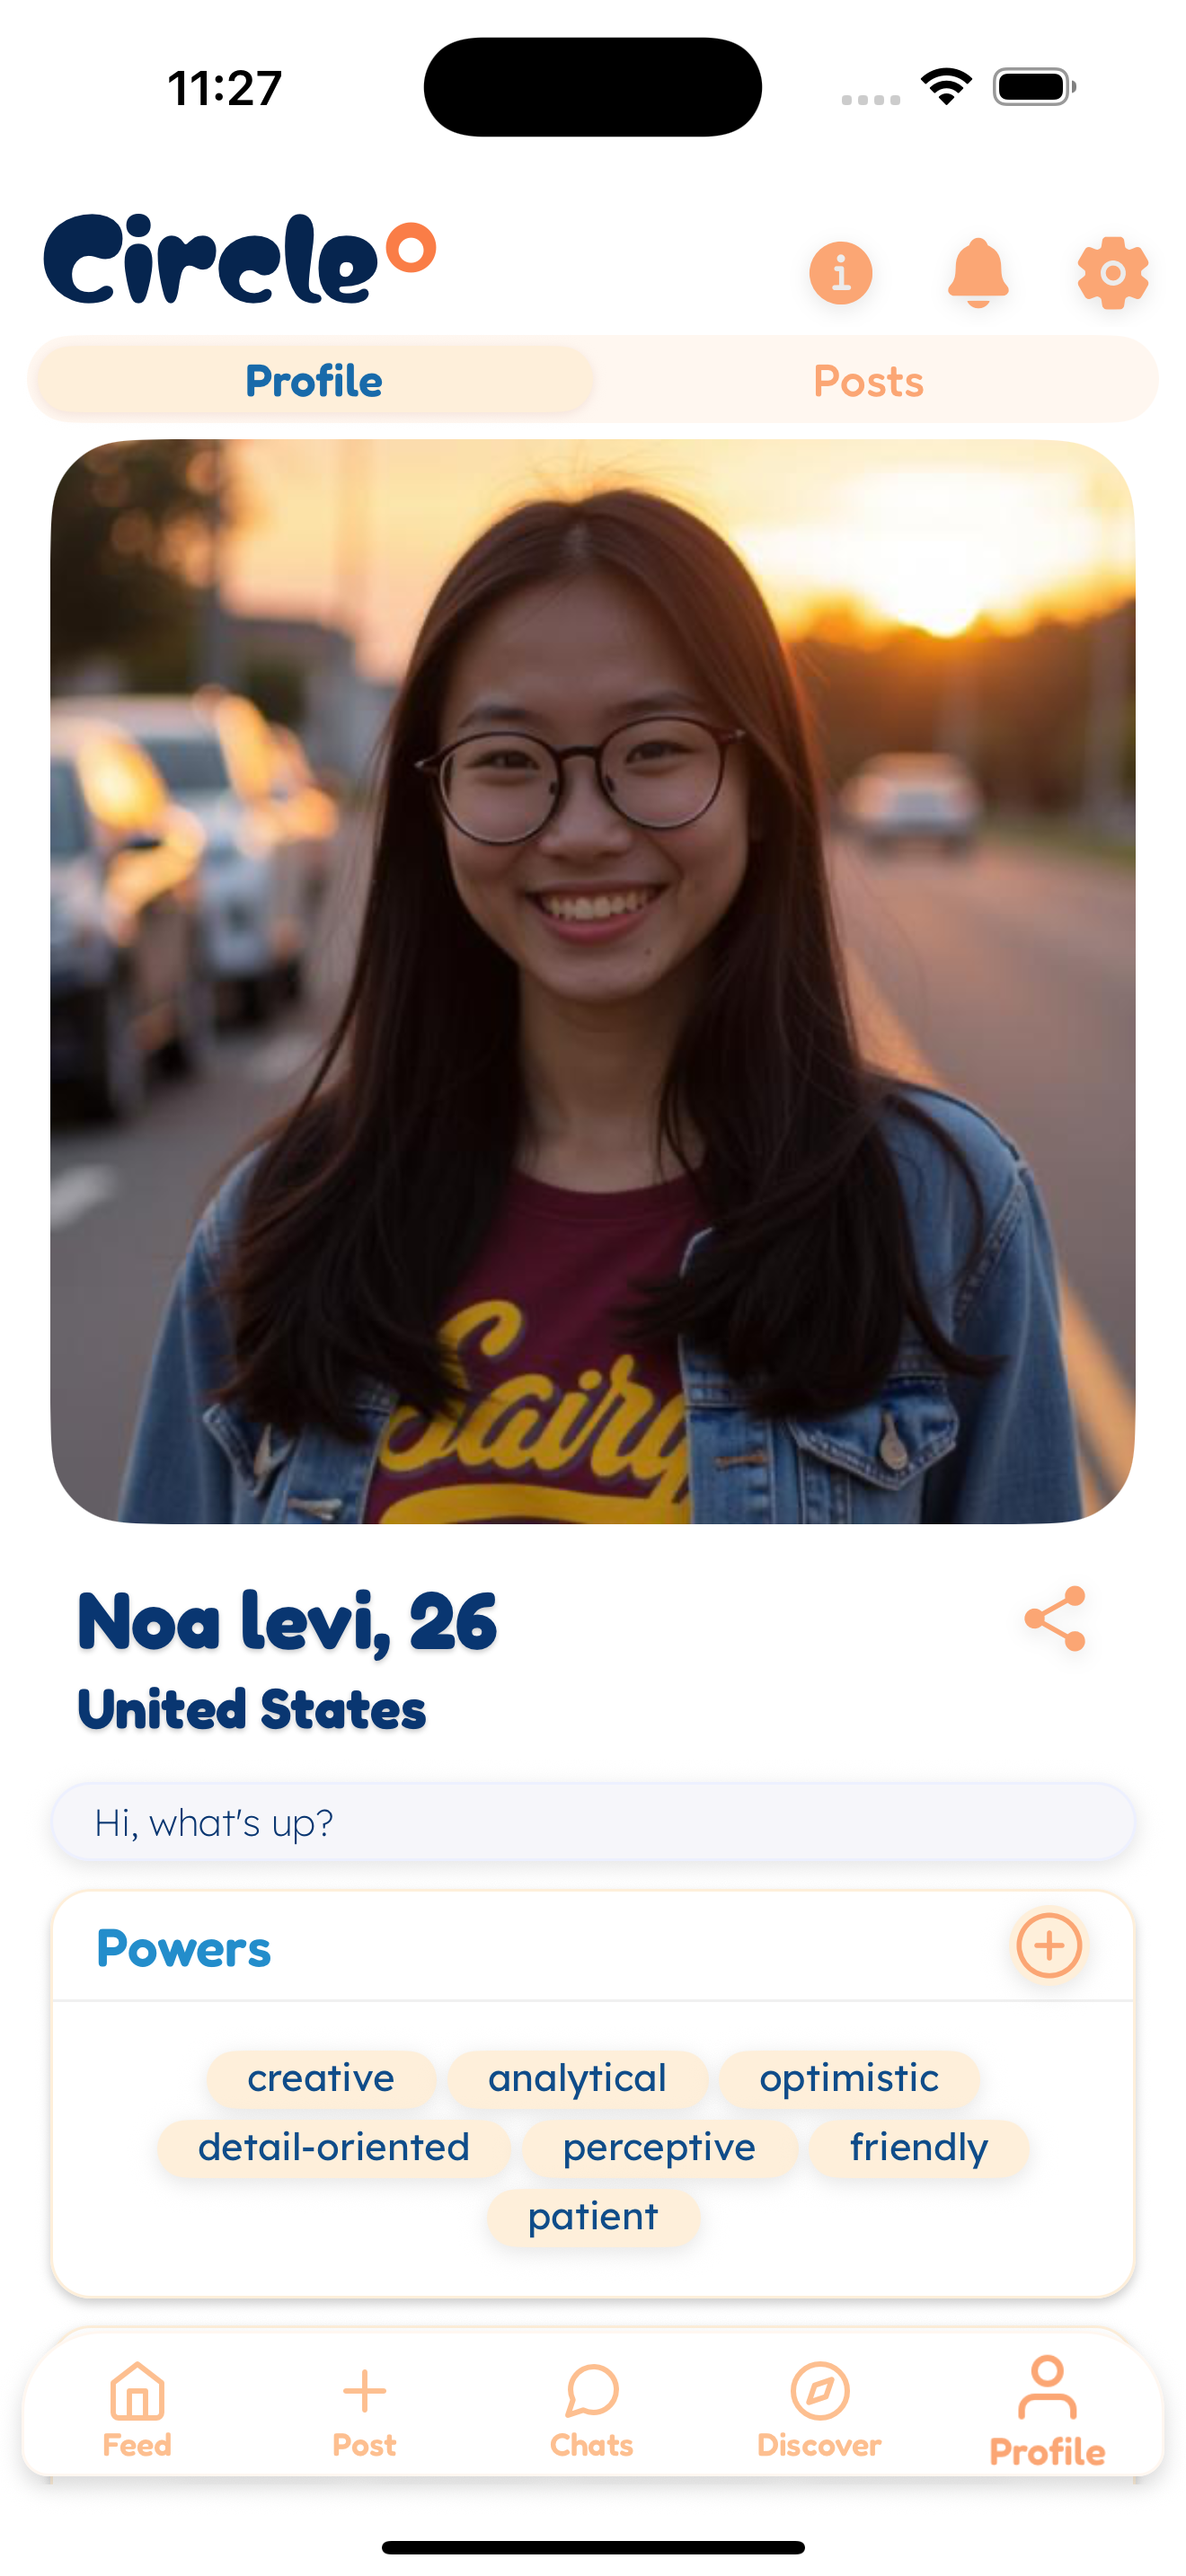 11:27
Circle
Profile Posts
Sairy
Noa levi, 26
United States
Hi, what's up?
Powers
creative analytical optimistic
detail-oriented perceptive friendly
patient
Feed Post Chats Discover Profile